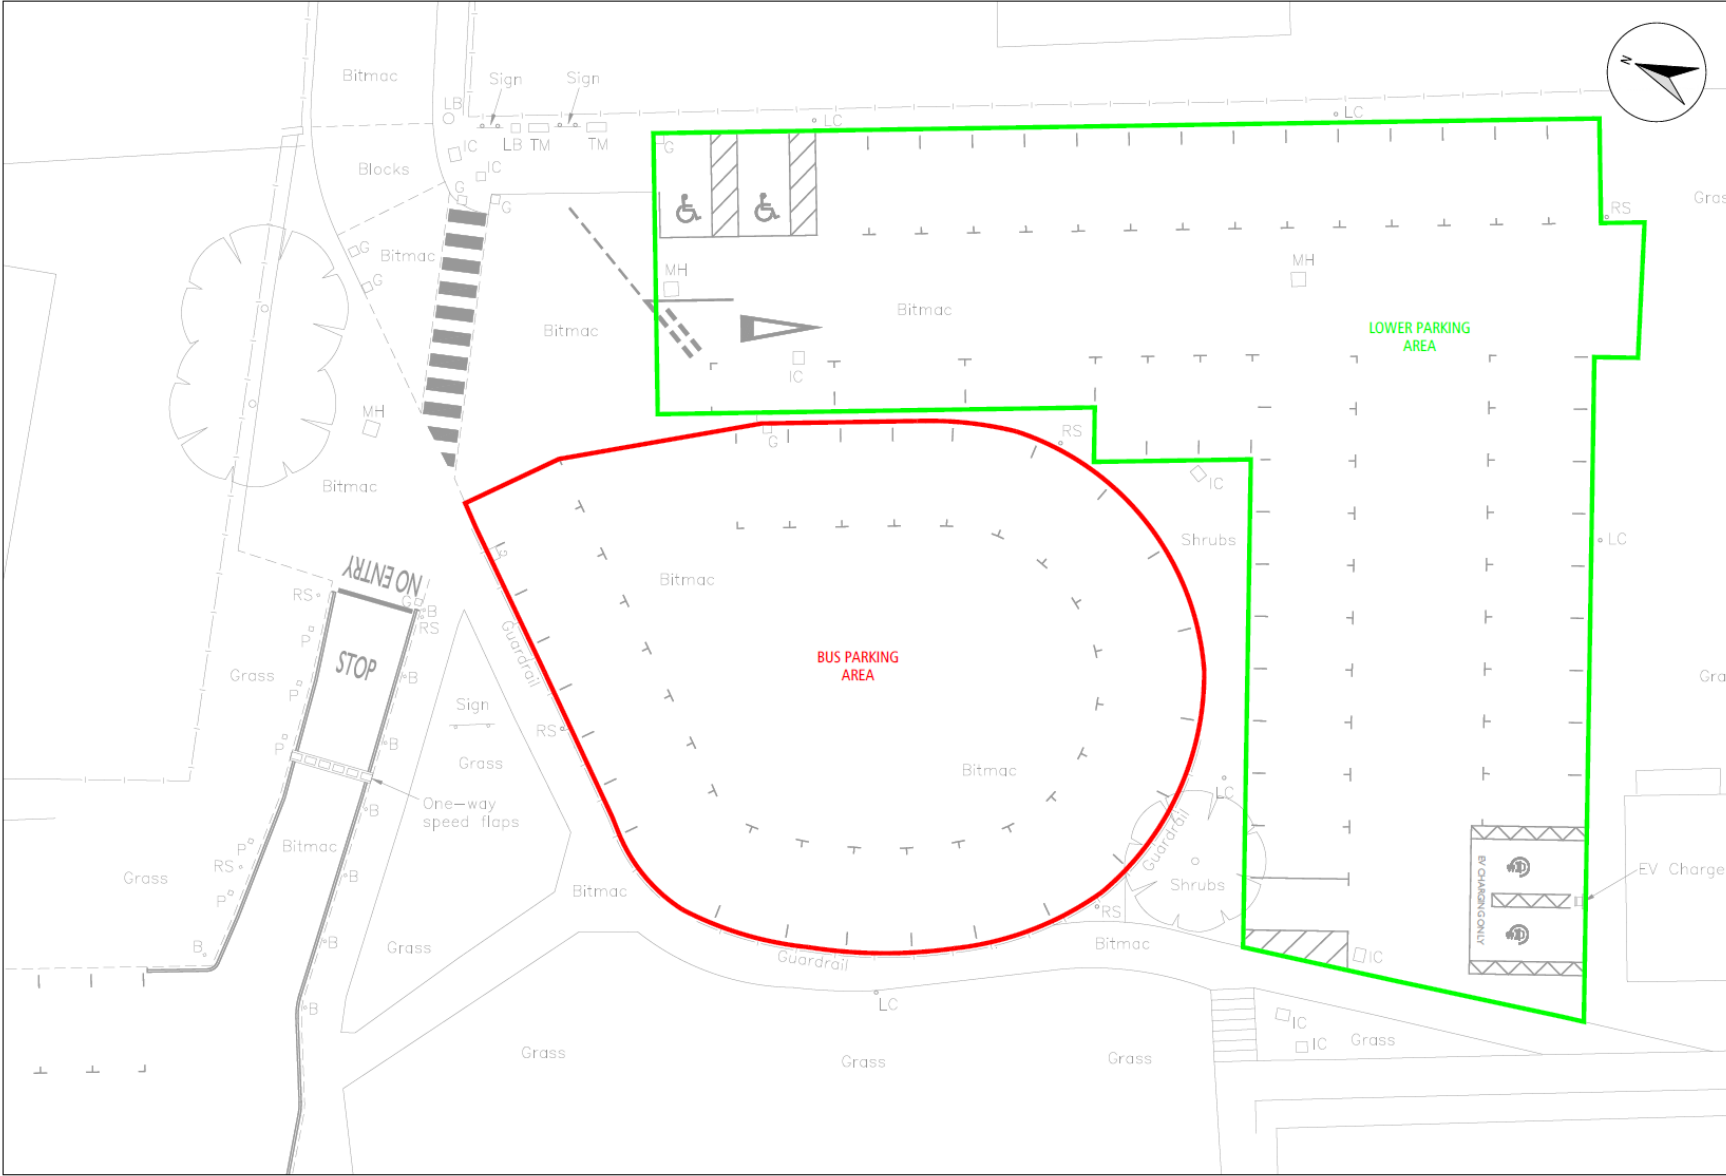 Bitmac
Sign
Sign
N
LB
LC
LC
IC
LB
TM
TM
G
Blocks
IC
G
G
RS
Gras
G
Bitmac
G
MH
MH
Bitmac
Bitmac
LOWER PARKING
AREA
IC
MH
G
RS
Bitmac
IC
G
Shrubs
LC
NO ENTRY
Bitmac
RS
G
B
RS
P
STOP
Guardrail
BUS PARKING
AREA
Grass
B
P
Gra
Sign
RS
P
B
Grass
Bitmac
LC
One-way
speed flaps
B
Guardrail
Bitmac
P
RS
B
EV CHARGING ONLY
EV Charge
Grass
P
Bitmac
Shrubs
RS
B
B
Grass
Bitmac
IC
Guardrail
B
LC
IC
IC
Grass
Grass
Grass
Grass